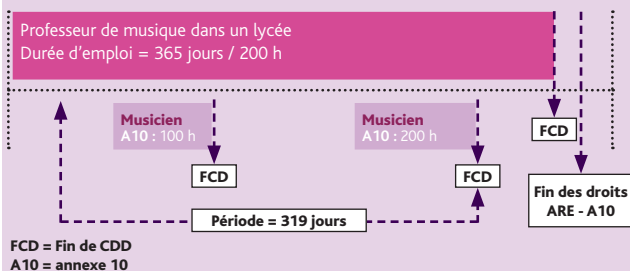 Professeur de musique dans un lycée
Durée d'emploi = 365 jours / 200 h
Musicien
A10 : 100 h
Musicien
A10 : 200 h
FCD
FCD
FCD
Fin des droits
ARE - A10
Période = 319 jours
FCD = Fin de CDD
A10 = annexe 10